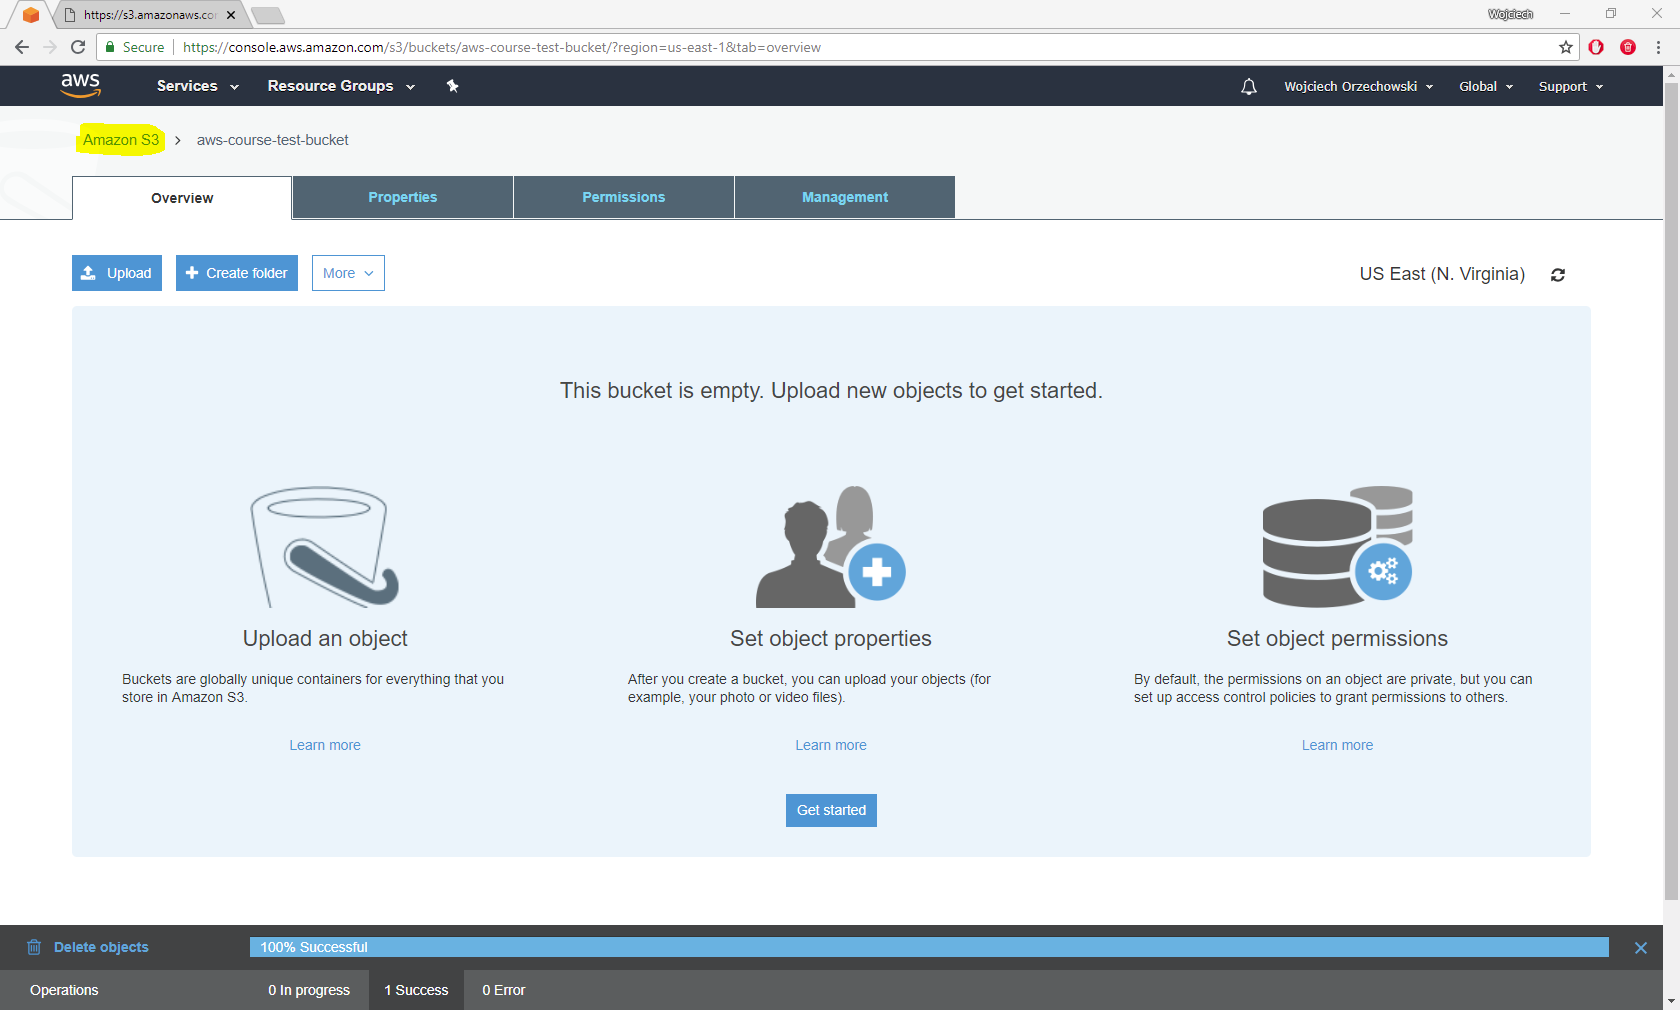 https://s3.amazonaws.cor
Wojciech
Secure
https://console.aws.amazon.com/s3/buckets/aws-course-test-bucket/?region=us-east-1&tab=overview
aws
Services
Resource Groups
Wojciech Orzechowski
Global
Support
Amazon S3 > aws-course-test-bucket
Overview
Properties
Permissions
Management
Upload
Create folder
More
US East (N. Virginia)
This bucket is empty. Upload new objects to get started.
Upload an object
Buckets are globally unique containers for everything that you
store in Amazon S3.
Learn more
Set object properties
After you create a bucket, you can upload your objects (for
example, your photo or video files).
Learn more
Set object permissions
By default, the permissions on an object are private, but you can
set up access control policies to grant permissions to others.
Learn more
Get started
Delete objects
100% Successful
Operations
0 In progress
1 Success
0 Error